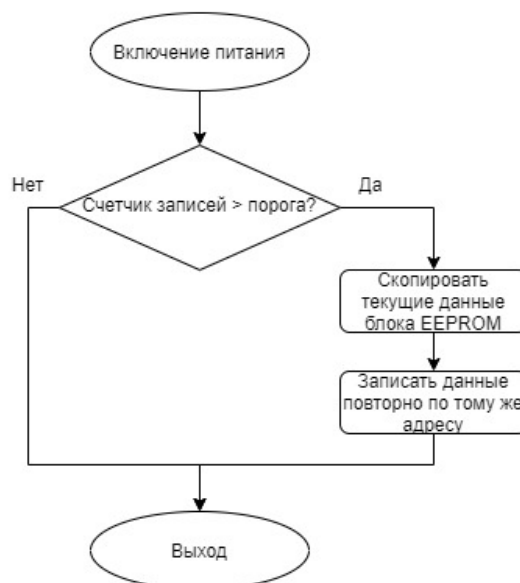 Включение питания
Нет
Да
Счетчик записей > порога?
Скопировать
текущие данные
блока EEPROM
Записать данные
повторно по тому же
адресу
Выход